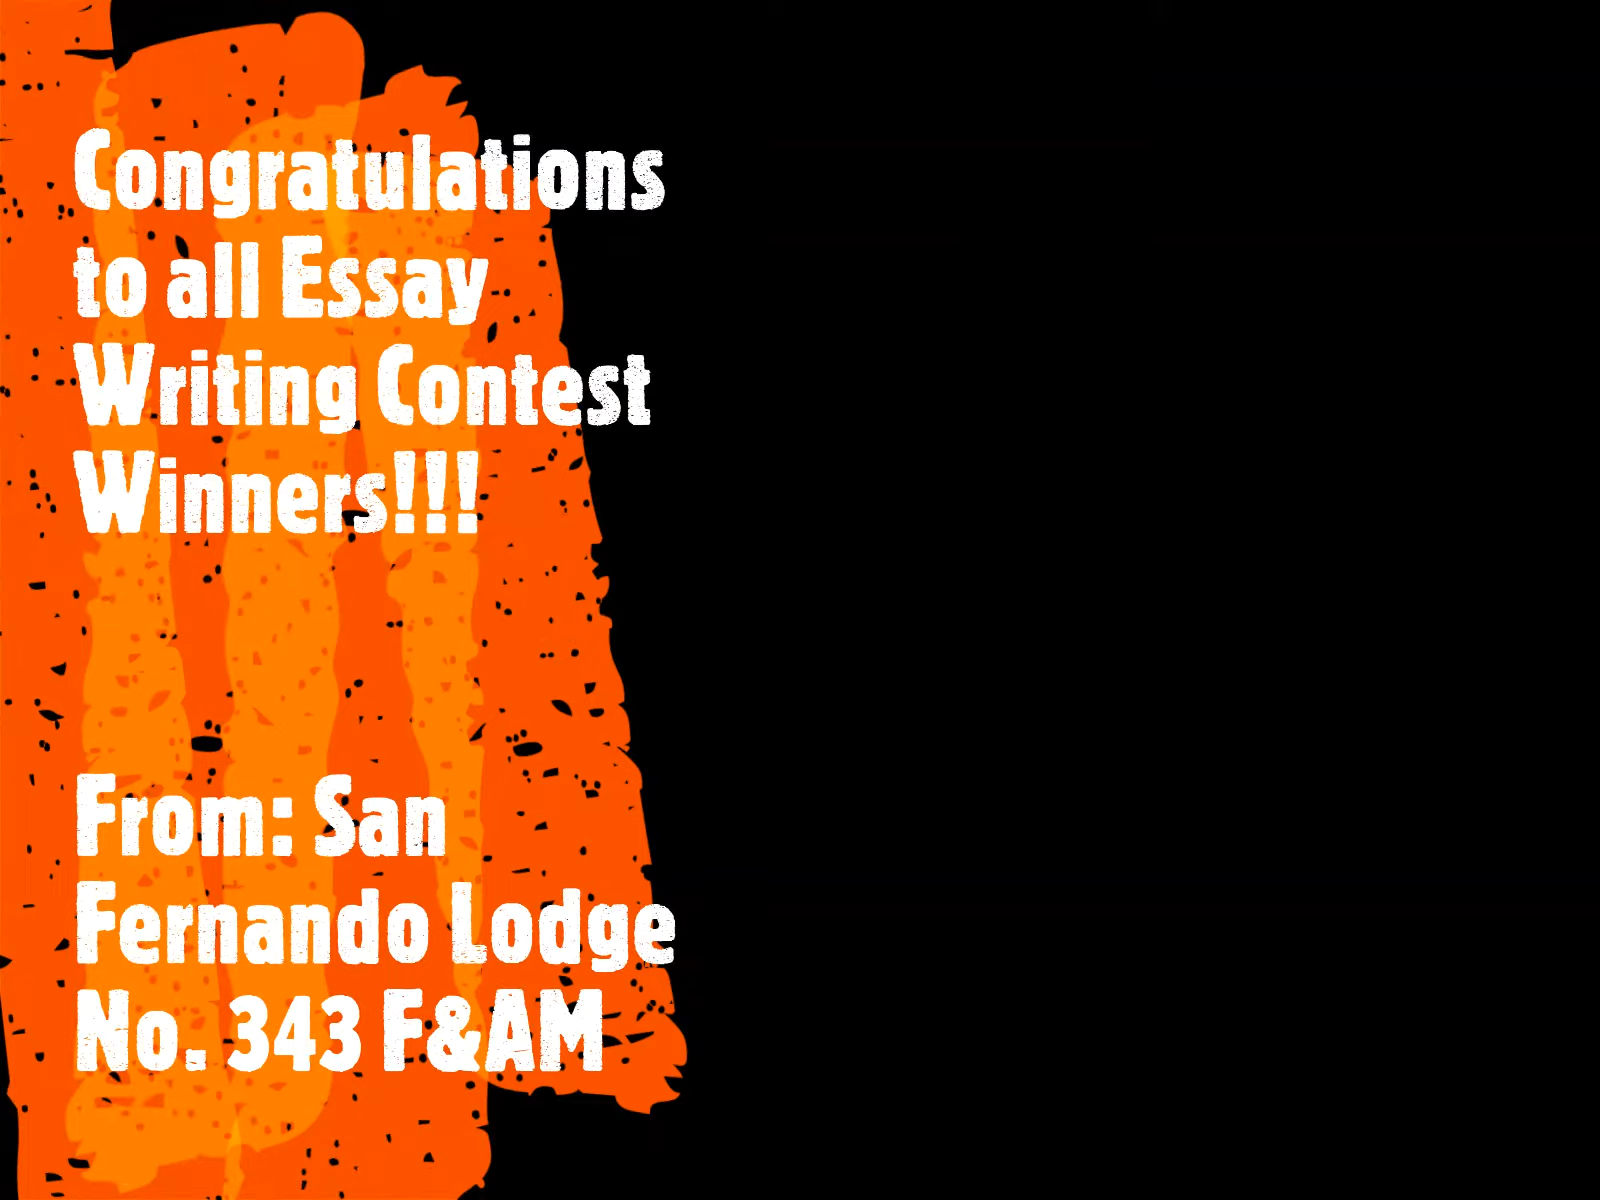 Congratulations
to all Essay
Writing Contest
Winners!!!
From: San
Fernando Lodge
No. 343 F&AM